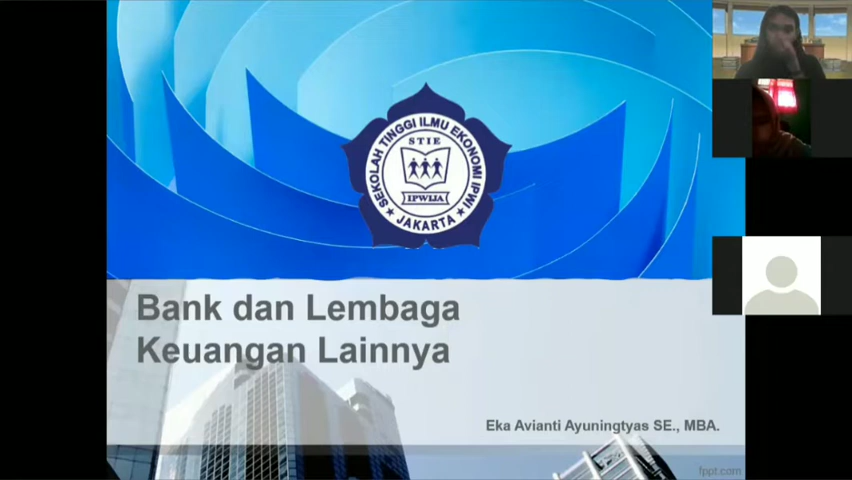 SEKOLAH TINGGI ILMU EKONOMI IPWI
STIE
IPWIJA
★ JAKARTA ★
Bank dan Lembaga
Keuangan Lainnya
Eka Avianti Ayuningtyas SE., MBA.
fppt.com